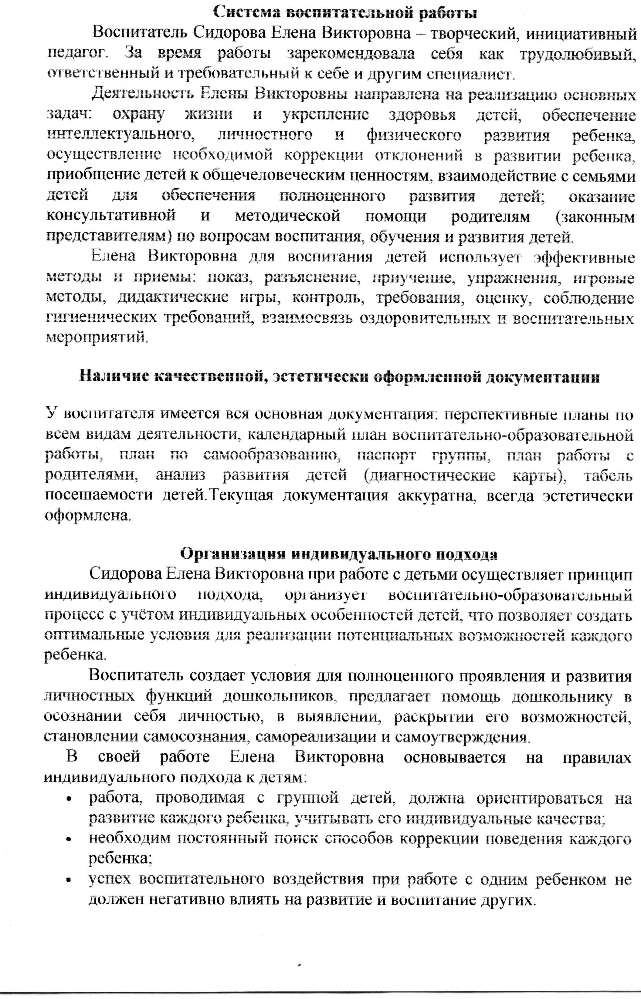 Система воспитательной работы
Воспитатель Сидорова Елена Викторовна – творческий, инициативный
педагог. За время работы зарекомендовала себя как трудолюбивый,
ответственный и требовательный к себе и другим специалист.
Деятельность Елены Викторовны направлена на реализацию основных
задач: охрану жизни и укрепление здоровья детей, обеспечение
интеллектуального, личностного и физического развития ребенка,
осуществление необходимой коррекции отклонений в развитии ребенка,
приобщение детей к общечеловеческим ценностям, взаимодействие с семьями
детей для обеспечения полноценного развития детей; оказание
консультативной и методической помощи родителям (законным
представителям) по вопросам воспитания, обучения и развития детей.
Елена Викторовна для воспитания детей использует эффективные
методы и приемы: показ, разъяснение, приучение, упражнения, игровые
методы, дидактические игры, контроль, требования, оценку, соблюдение
гигиенических требований, взаимосвязь оздоровительных и воспитательных
мероприятий.
Наличие качественной, эстетически оформленной документации
У воспитателя имеется вся основная документация: перспективные планы по
всем видам деятельности, календарный план воспитательно-образовательной
работы, план по самообразованию, паспорт группы, план работы с
родителями, анализ развития детей (диагностические карты), табель
посещаемости детей.Текущая документация аккуратна, всегда эстетически
оформлена.
Организация индивидуального подхода
Сидорова Елена Викторовна при работе с детьми осуществляет принцип
индивидуального подхода, организует воспитательно-образовательный
процесс с учётом индивидуальных особенностей детей, что позволяет создать
оптимальные условия для реализации потенциальных возможностей каждого
ребенка.
Воспитатель создает условия для полноценного проявления и развития
личностных функций дошкольников, предлагает помощь дошкольнику в
осознании себя личностью, в выявлении, раскрытии его возможностей,
становлении самосознания, самореализации и самоутверждения.
В своей работе Елена Викторовна основывается на правилах
индивидуального подхода к детям:
• работа, проводимая с группой детей, должна ориентироваться на
развитие каждого ребенка, учитывать его индивидуальные качества;
• необходим постоянный поиск способов коррекции поведения каждого
ребенка;
• успех воспитательного воздействия при работе с одним ребенком не
должен негативно влиять на развитие и воспитание других.